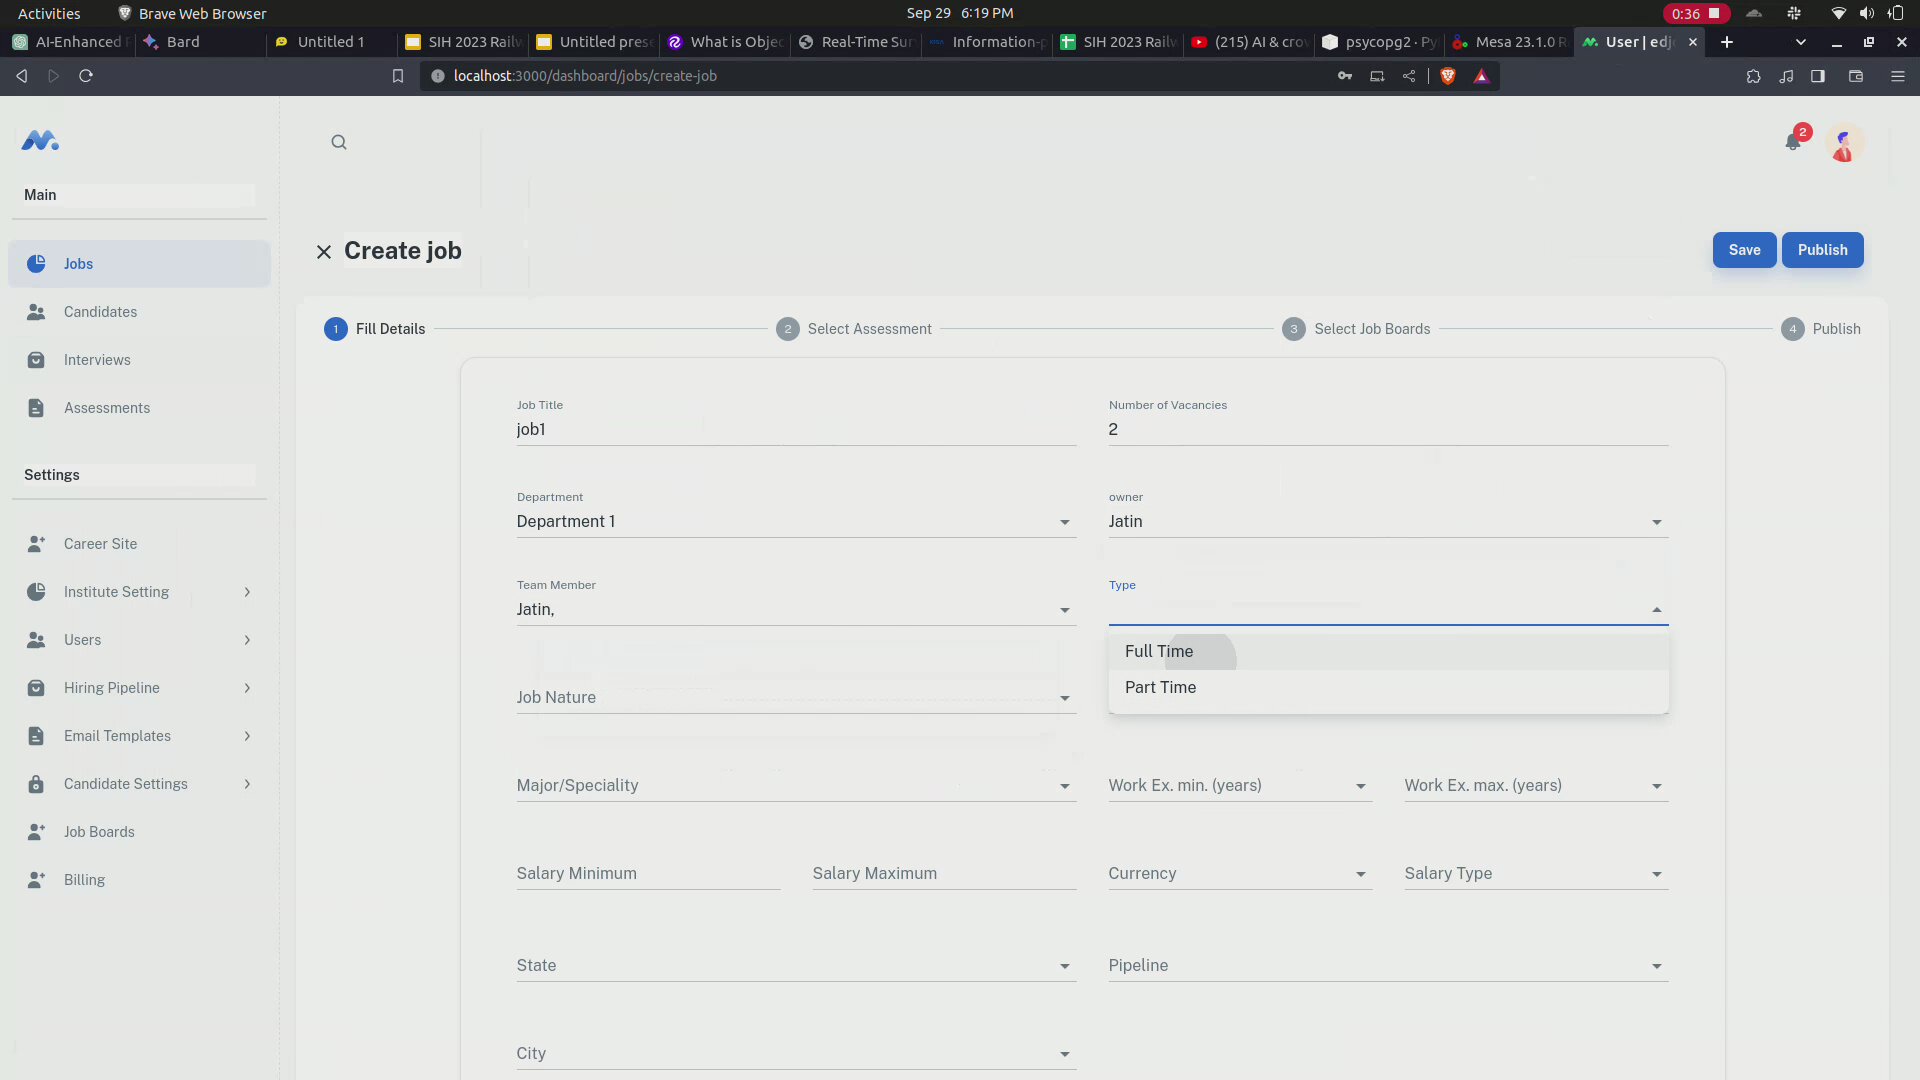 Activities
Brave Web Browser
Sep 29 6:19 PM
0:36
AI-Enhanced
Bard
Untitled 1
SIH 2023 Railw
Untitled prese
What is Objec
Real-Time Sur
Information-p
SIH 2023 Railw
(215) AI & crow
psycopg2 · Py
Mesa 23.1.0 R
User | edj
localhost:3000/dashboard/jobs/create-job
2
Main
Create job
Save
Publish
Jobs
Candidates
Interviews
Assessments
1 Fill Details
2 Select Assessment
3 Select Job Boards
4 Publish
Job Title
job1
Number of Vacancies
2
Settings
Department
Department 1
owner
Jatin
Career Site
Institute Setting
Users
Hiring Pipeline
Email Templates
Candidate Settings
Job Boards
Billing
Team Member
Jatin,
Type
Full Time
Part Time
Job Nature
Major/Speciality
Work Ex. min. (years)
Work Ex. max. (years)
Salary Minimum
Salary Maximum
Currency
Salary Type
State
Pipeline
City